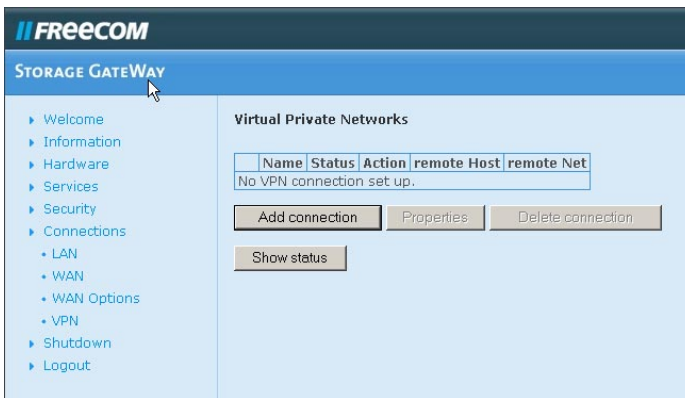 FREECOM
STORAGE GATEWAY
Welcome
Information
Hardware
Services
Security
Connections
LAN
WAN
WAN Options
VPN
Shutdown
Logout
Virtual Private Networks
Name Status Action remote Host remote Net
No VPN connection set up.
Add connection Properties Delete connection
Show status